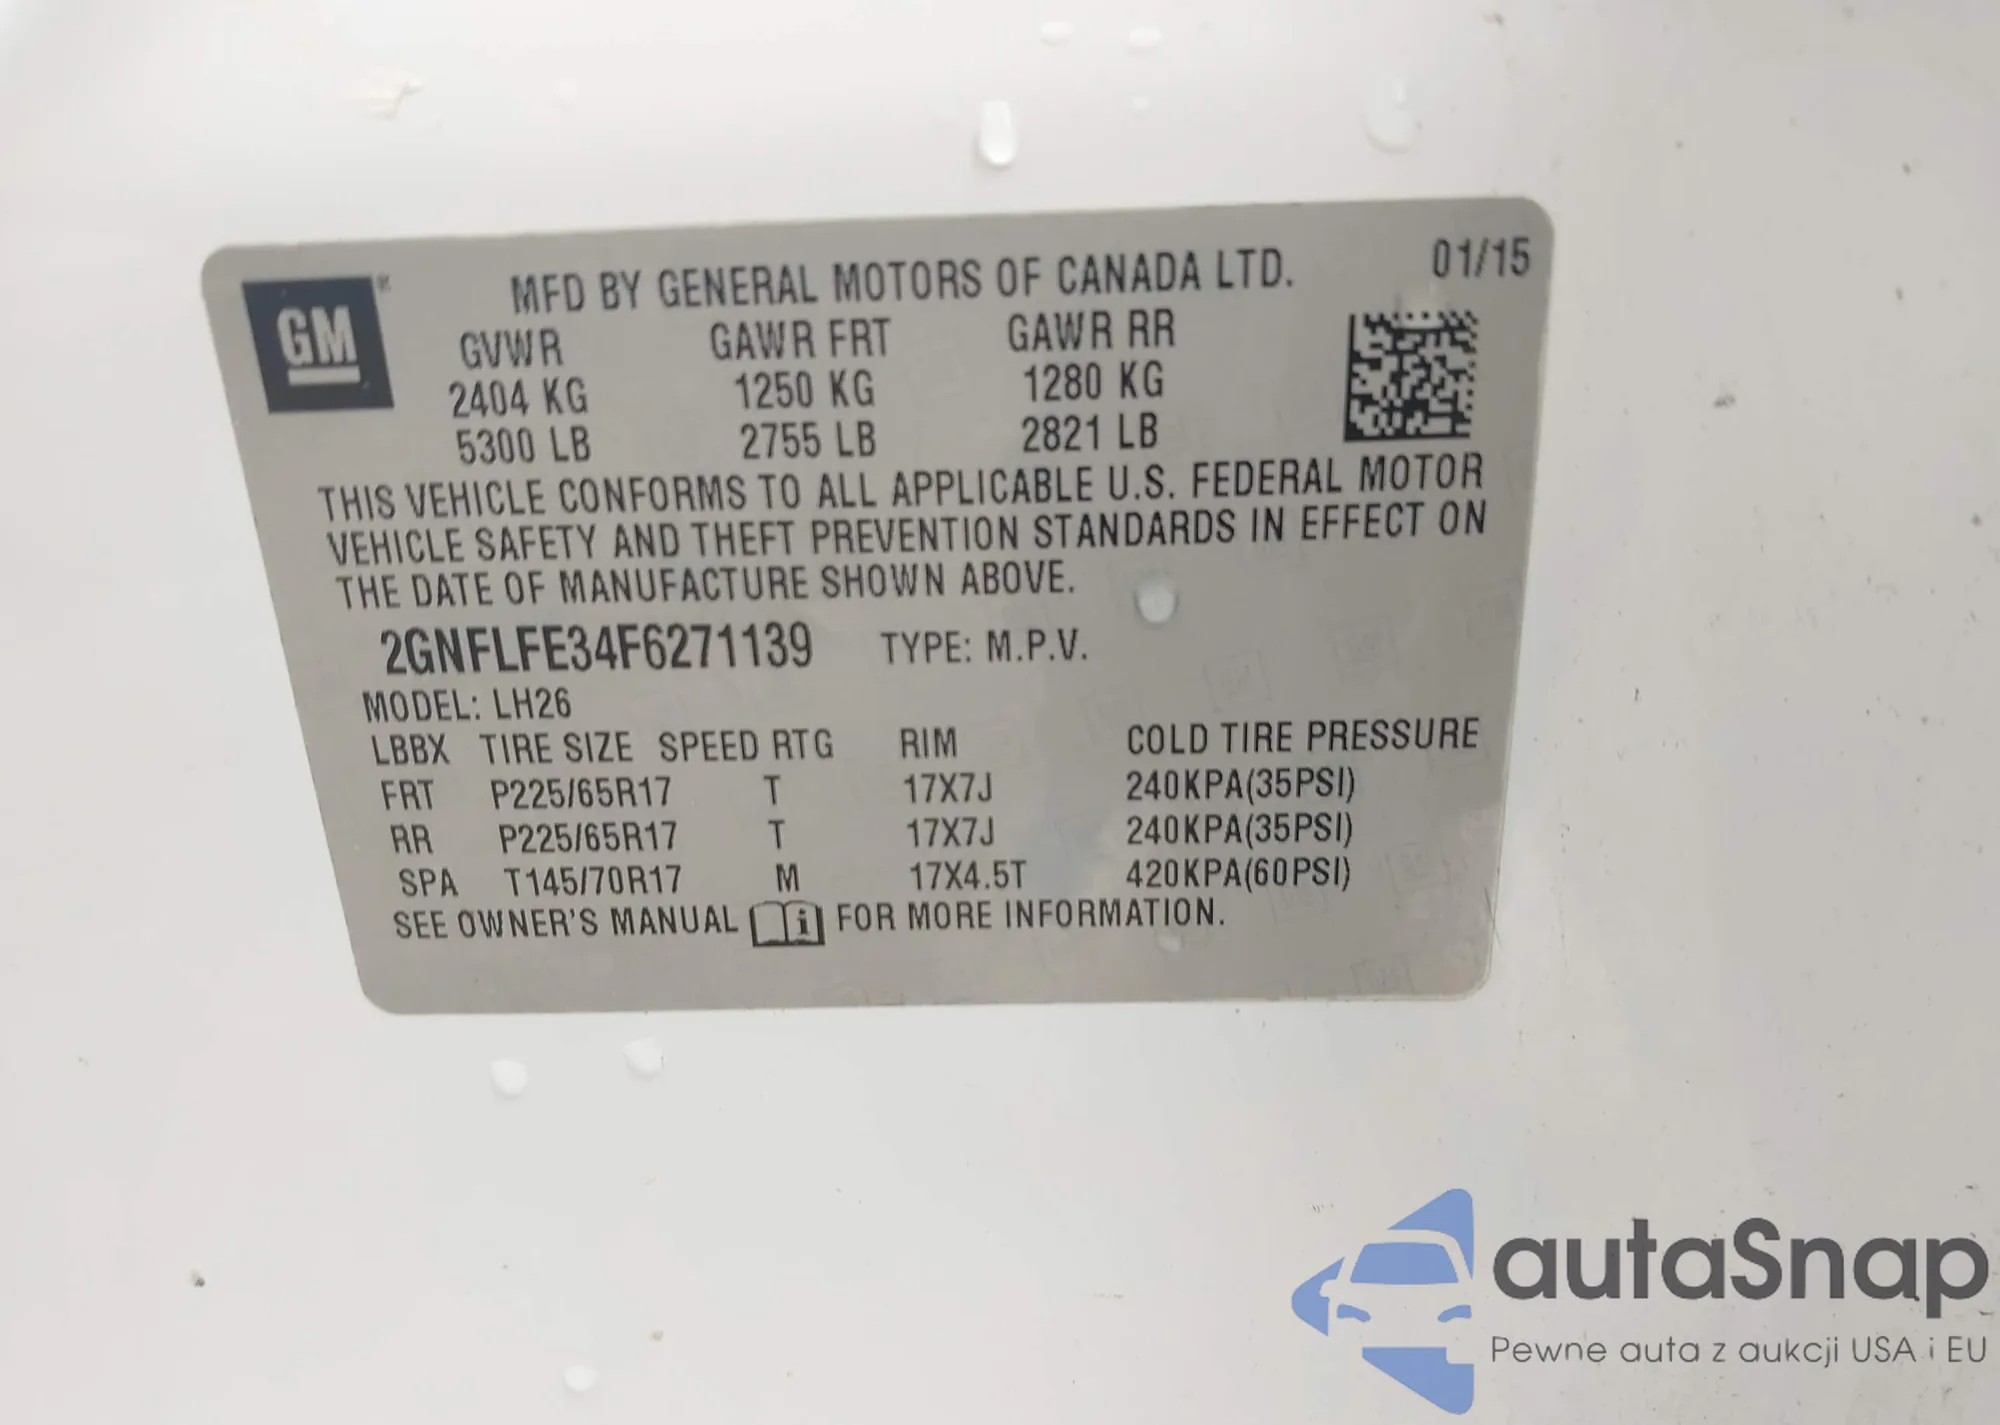 GM
MFD BY GENERAL MOTORS OF CANADA LTD. 01/15
GVWR GAWR FRT GAWR RR
2404 KG 1250 KG 1280 KG
5300 LB 2755 LB 2821 LB
THIS VEHICLE CONFORMS TO ALL APPLICABLE U.S. FEDERAL MOTOR
VEHICLE SAFETY AND THEFT PREVENTION STANDARDS IN EFFECT ON
THE DATE OF MANUFACTURE SHOWN ABOVE.
2GNFLFE34F6271139 TYPE: M.P.V.
MODEL: LH26
LBBX TIRE SIZE SPEED RTG RIM COLD TIRE PRESSURE
FRT P225/65R17 T 17X7J 240KPA(35PSI)
RR P225/65R17 T 17X7J 240KPA(35PSI)
SPA T145/70R17 M 17X4.5T 420KPA(60PSI)
SEE OWNER'S MANUAL i FOR MORE INFORMATION.
autaSnap
Pewne auta z aukcji USA i EU